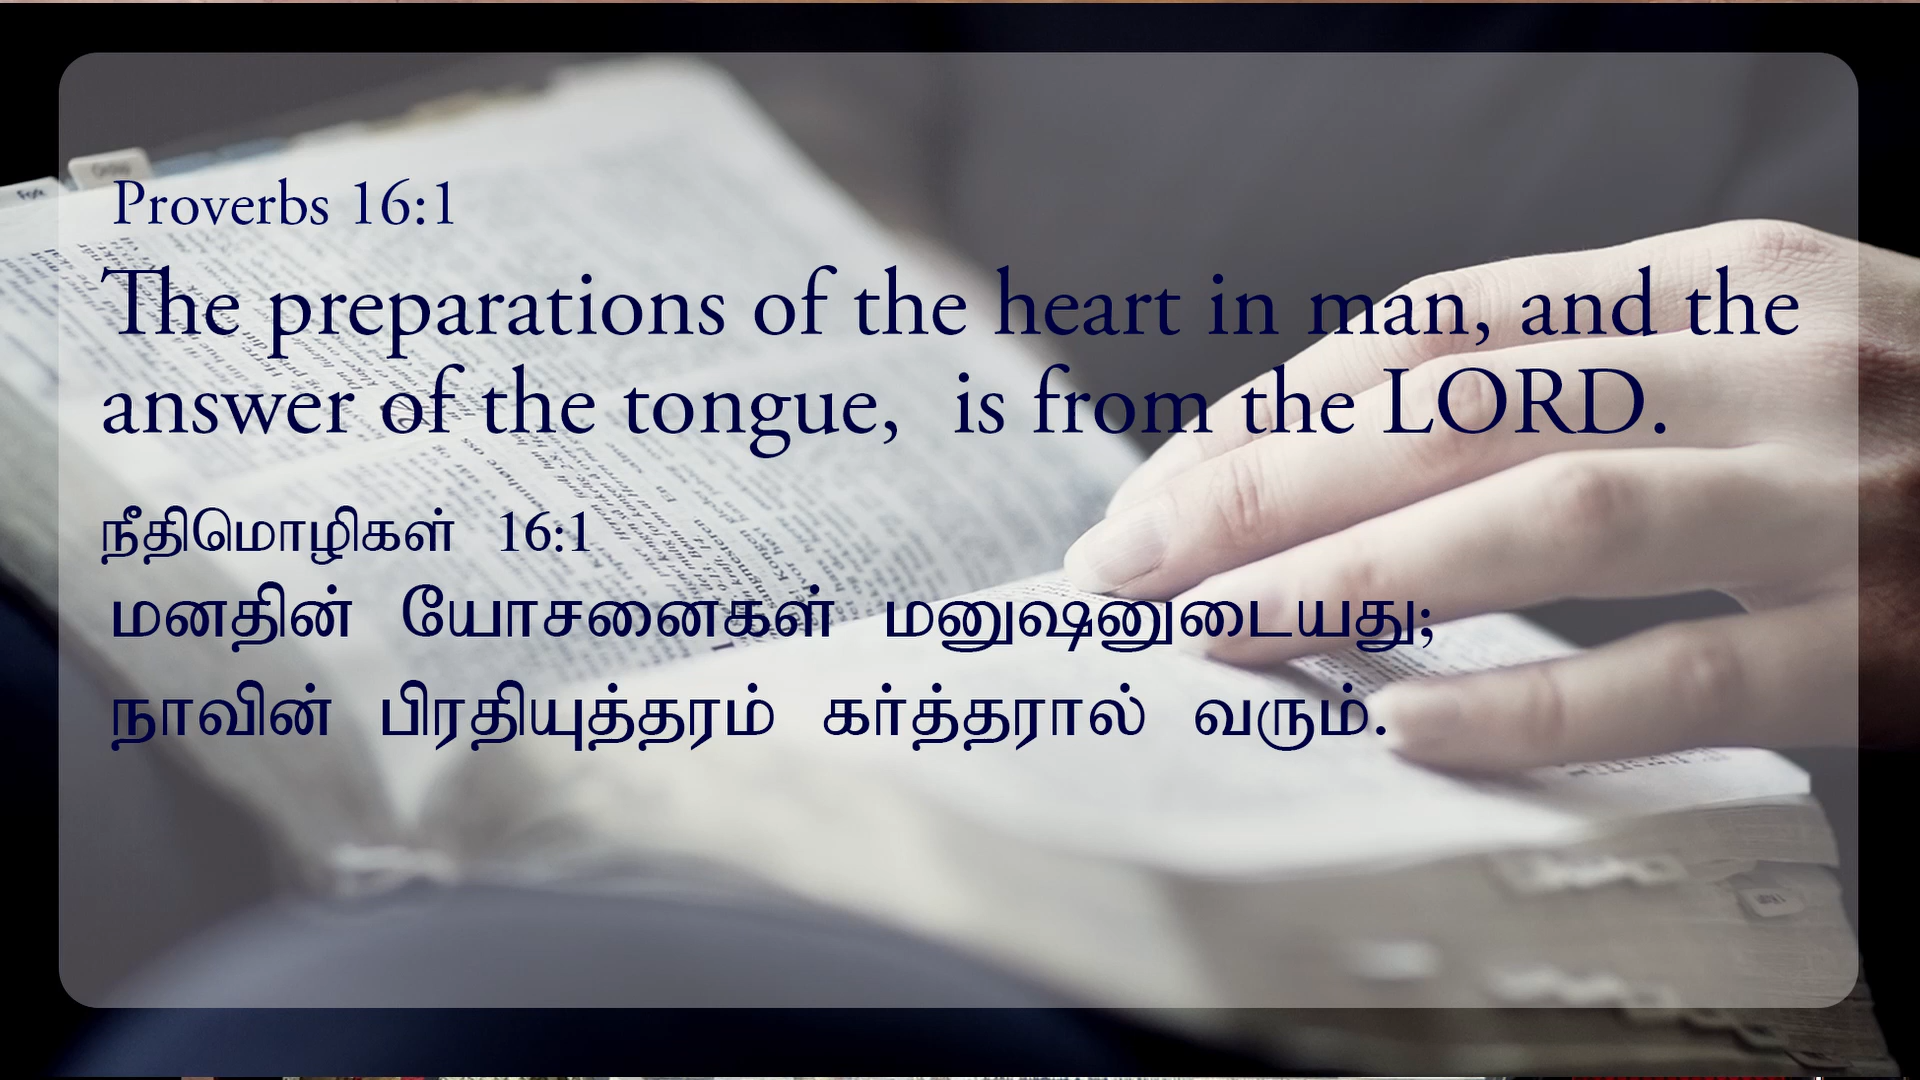 Proverbs 16:1
The preparations of the heart in man, and the
answer of the tongue,  is from the LORD.
நீதிமொழிகள் 16:1
மனதின் யோசனைகள் மனுஷனுடையது;
நாவின் பிரதியுத்தரம் கர்த்தரால் வரும்.